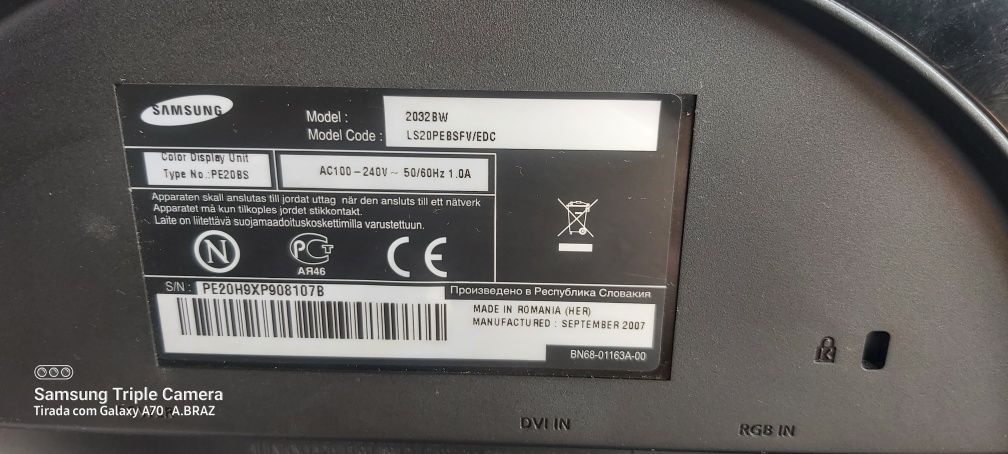 SAMSUNG
Model : 2032BW
Model Code : LS20PEBSFV/EDC
Color Display Unit
Type No.:PE20BS
AC100-240V ~ 50/60Hz 1.0A
Apparaten skall anslutas till jordat uttag när den ansluts till ett nätverk
Apparatet må kun tilkoples jordet stikkontakt.
Laite on liitettävä suojamaadoituskoskettimilla varustettuun.
N
РСТ
АЯ46
CE
S/N : PE20H9XP908107B
Произведено в Республика Словакия
MADE IN ROMANIA (HER)
MANUFACTURED : SEPTEMBER 2007
BN68-01163A-00
K
Samsung Triple Camera
Tirada com Galaxy A70 A.BRAZ
DVI IN
RGB IN